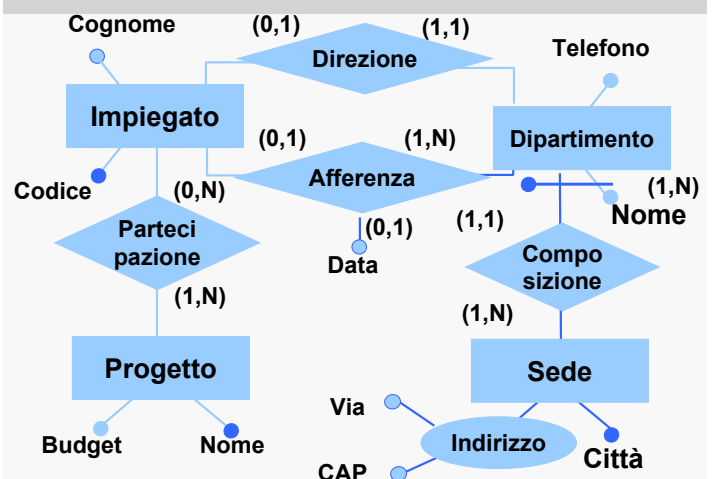 Cognome
(0,1)
(1,1)
Direzione
Telefono
Impiegato
(0,1)
(1,N)
Dipartimento
Afferenza
Codice
(0,N)
(1,N)
Nome
(0,1)
(1,1)
Parteci
pazione
Data
Compo
sizione
(1,N)
(1,N)
Progetto
Sede
Via
Budget
Nome
Indirizzo
Città
CAP